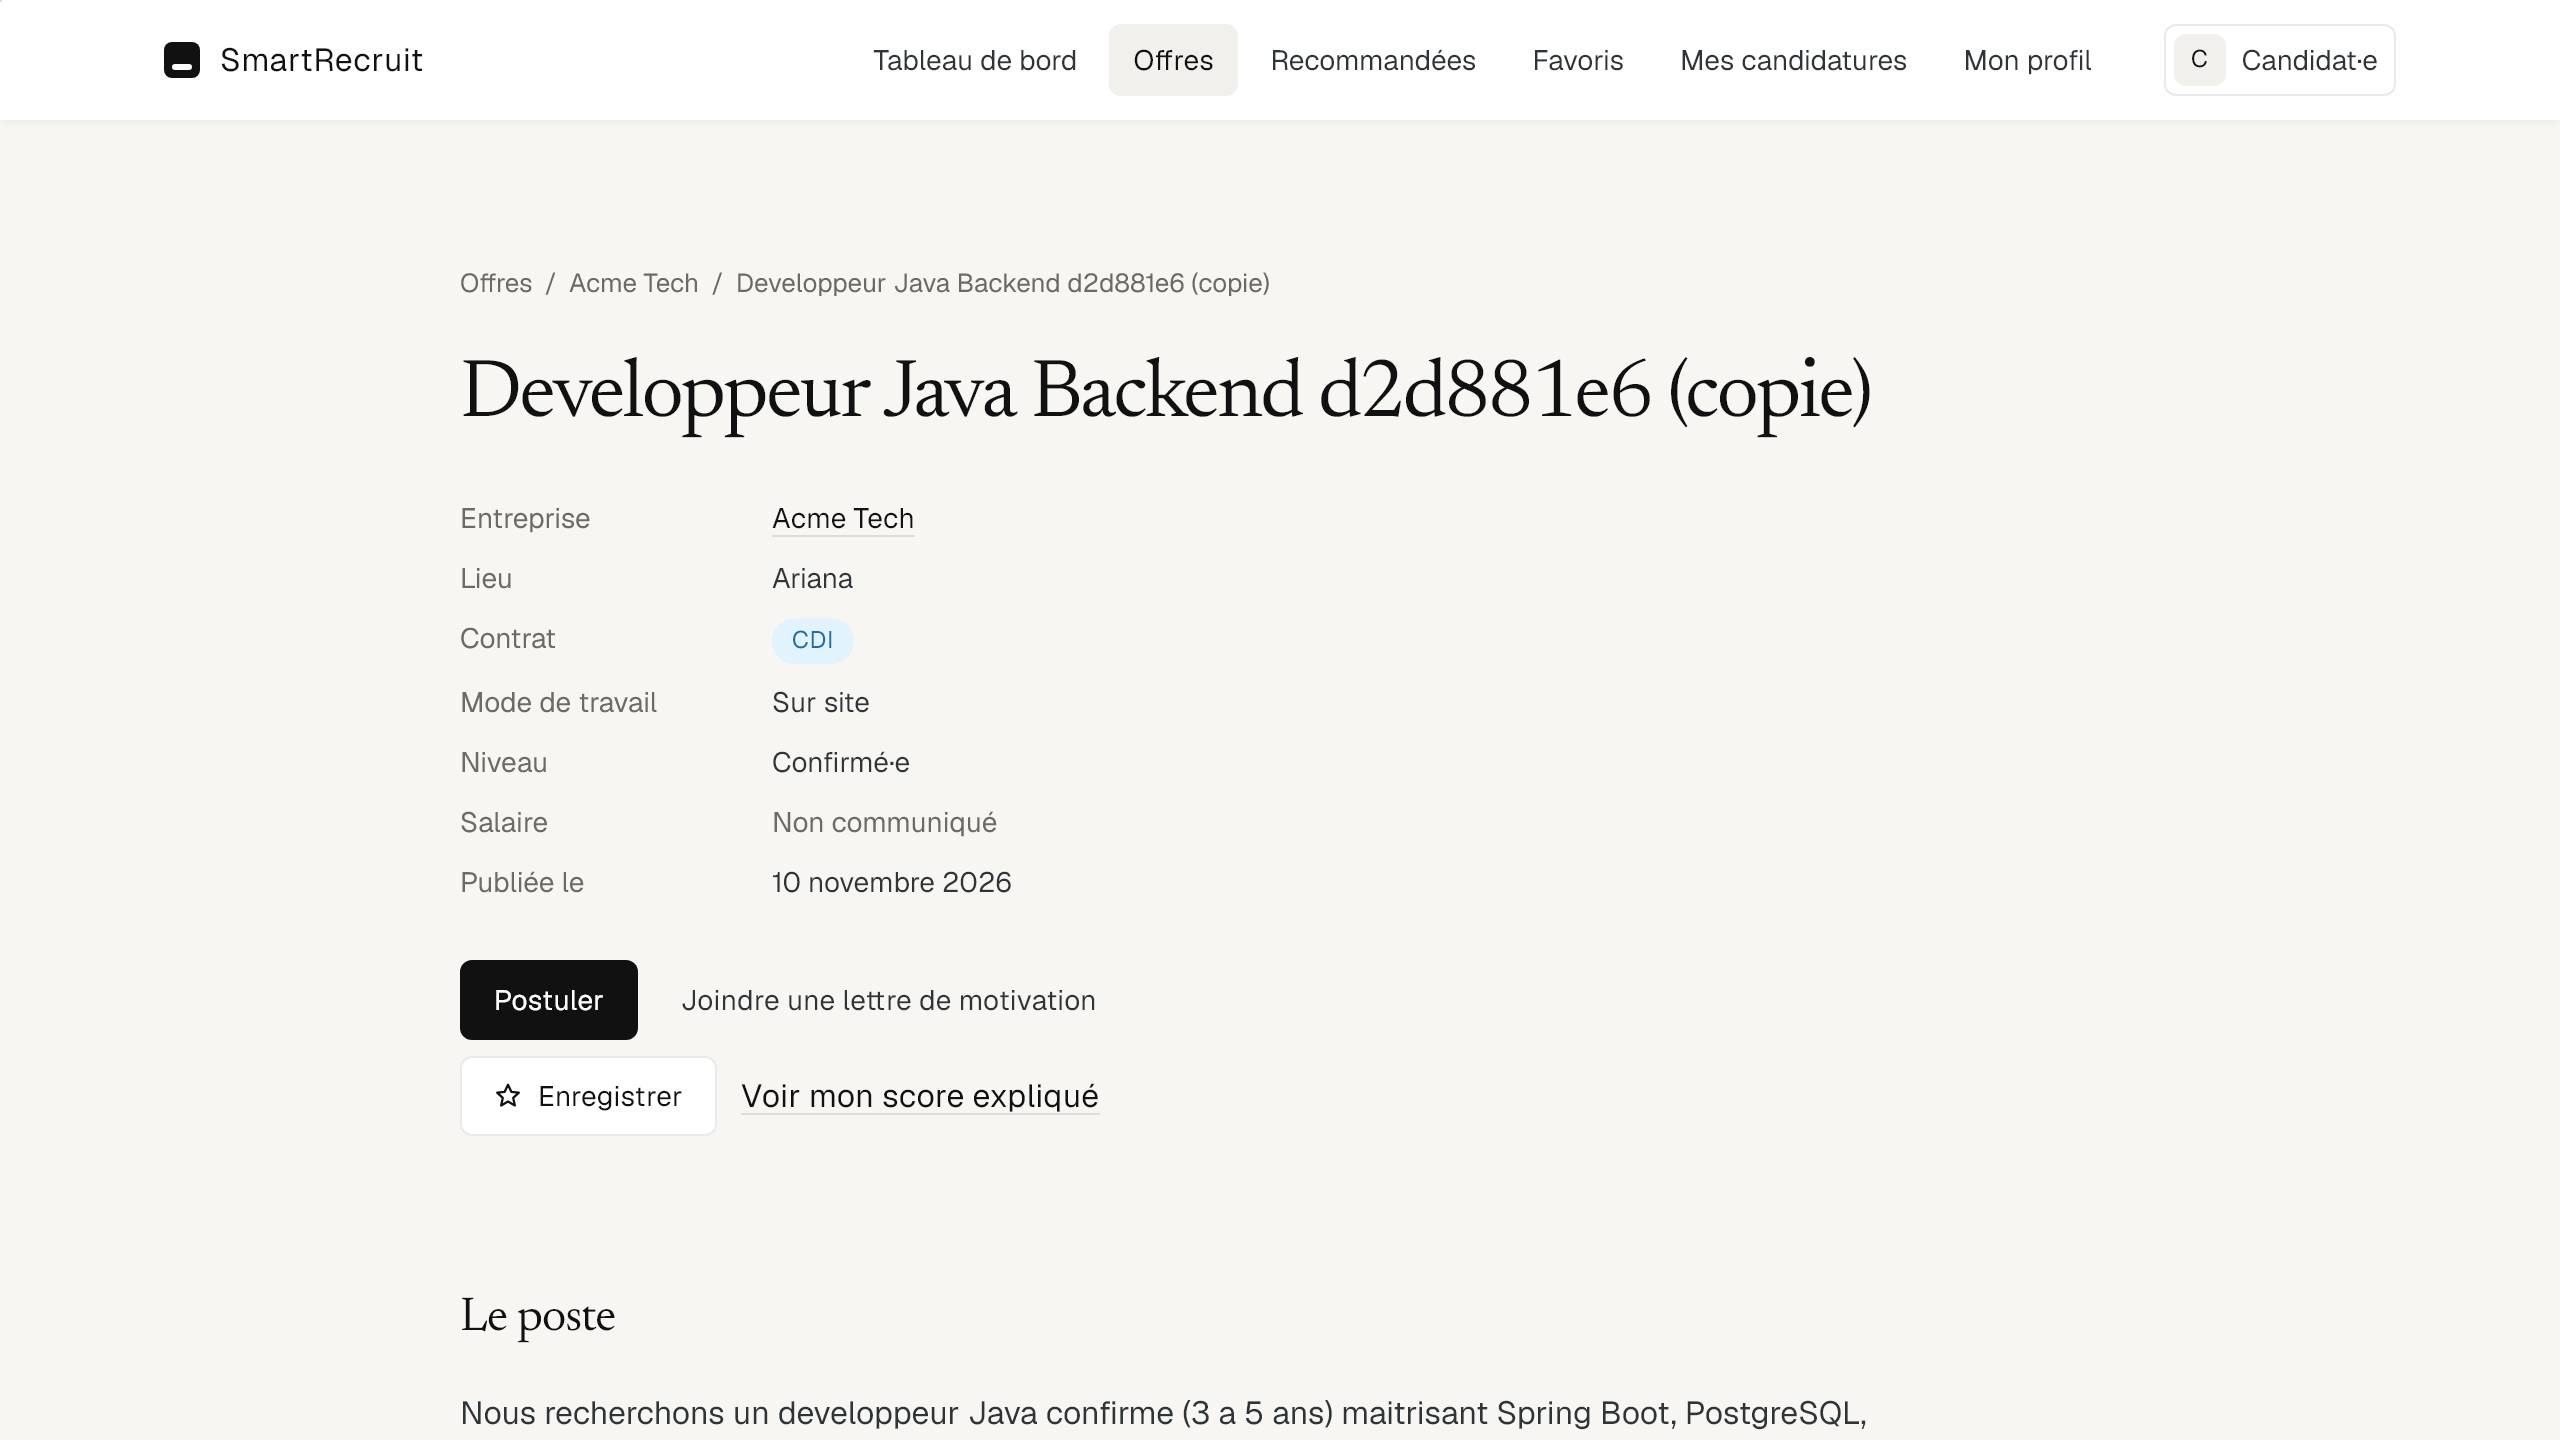 SmartRecruit
Tableau de bord
Offres
Recommandées
Favoris
Mes candidatures
Mon profil
C
Candidat·e
Offres / Acme Tech / Developpeur Java Backend d2d881e6 (copie)
Developpeur Java Backend d2d881e6 (copie)
Entreprise Acme Tech
Lieu Ariana
Contrat CDI
Mode de travail Sur site
Niveau Confirmé·e
Salaire Non communiqué
Publiée le 10 novembre 2026
Postuler Joindre une lettre de motivation
Enregistrer Voir mon score expliqué
Le poste
Nous recherchons un developpeur Java confirme (3 a 5 ans) maitrisant Spring Boot, PostgreSQL,